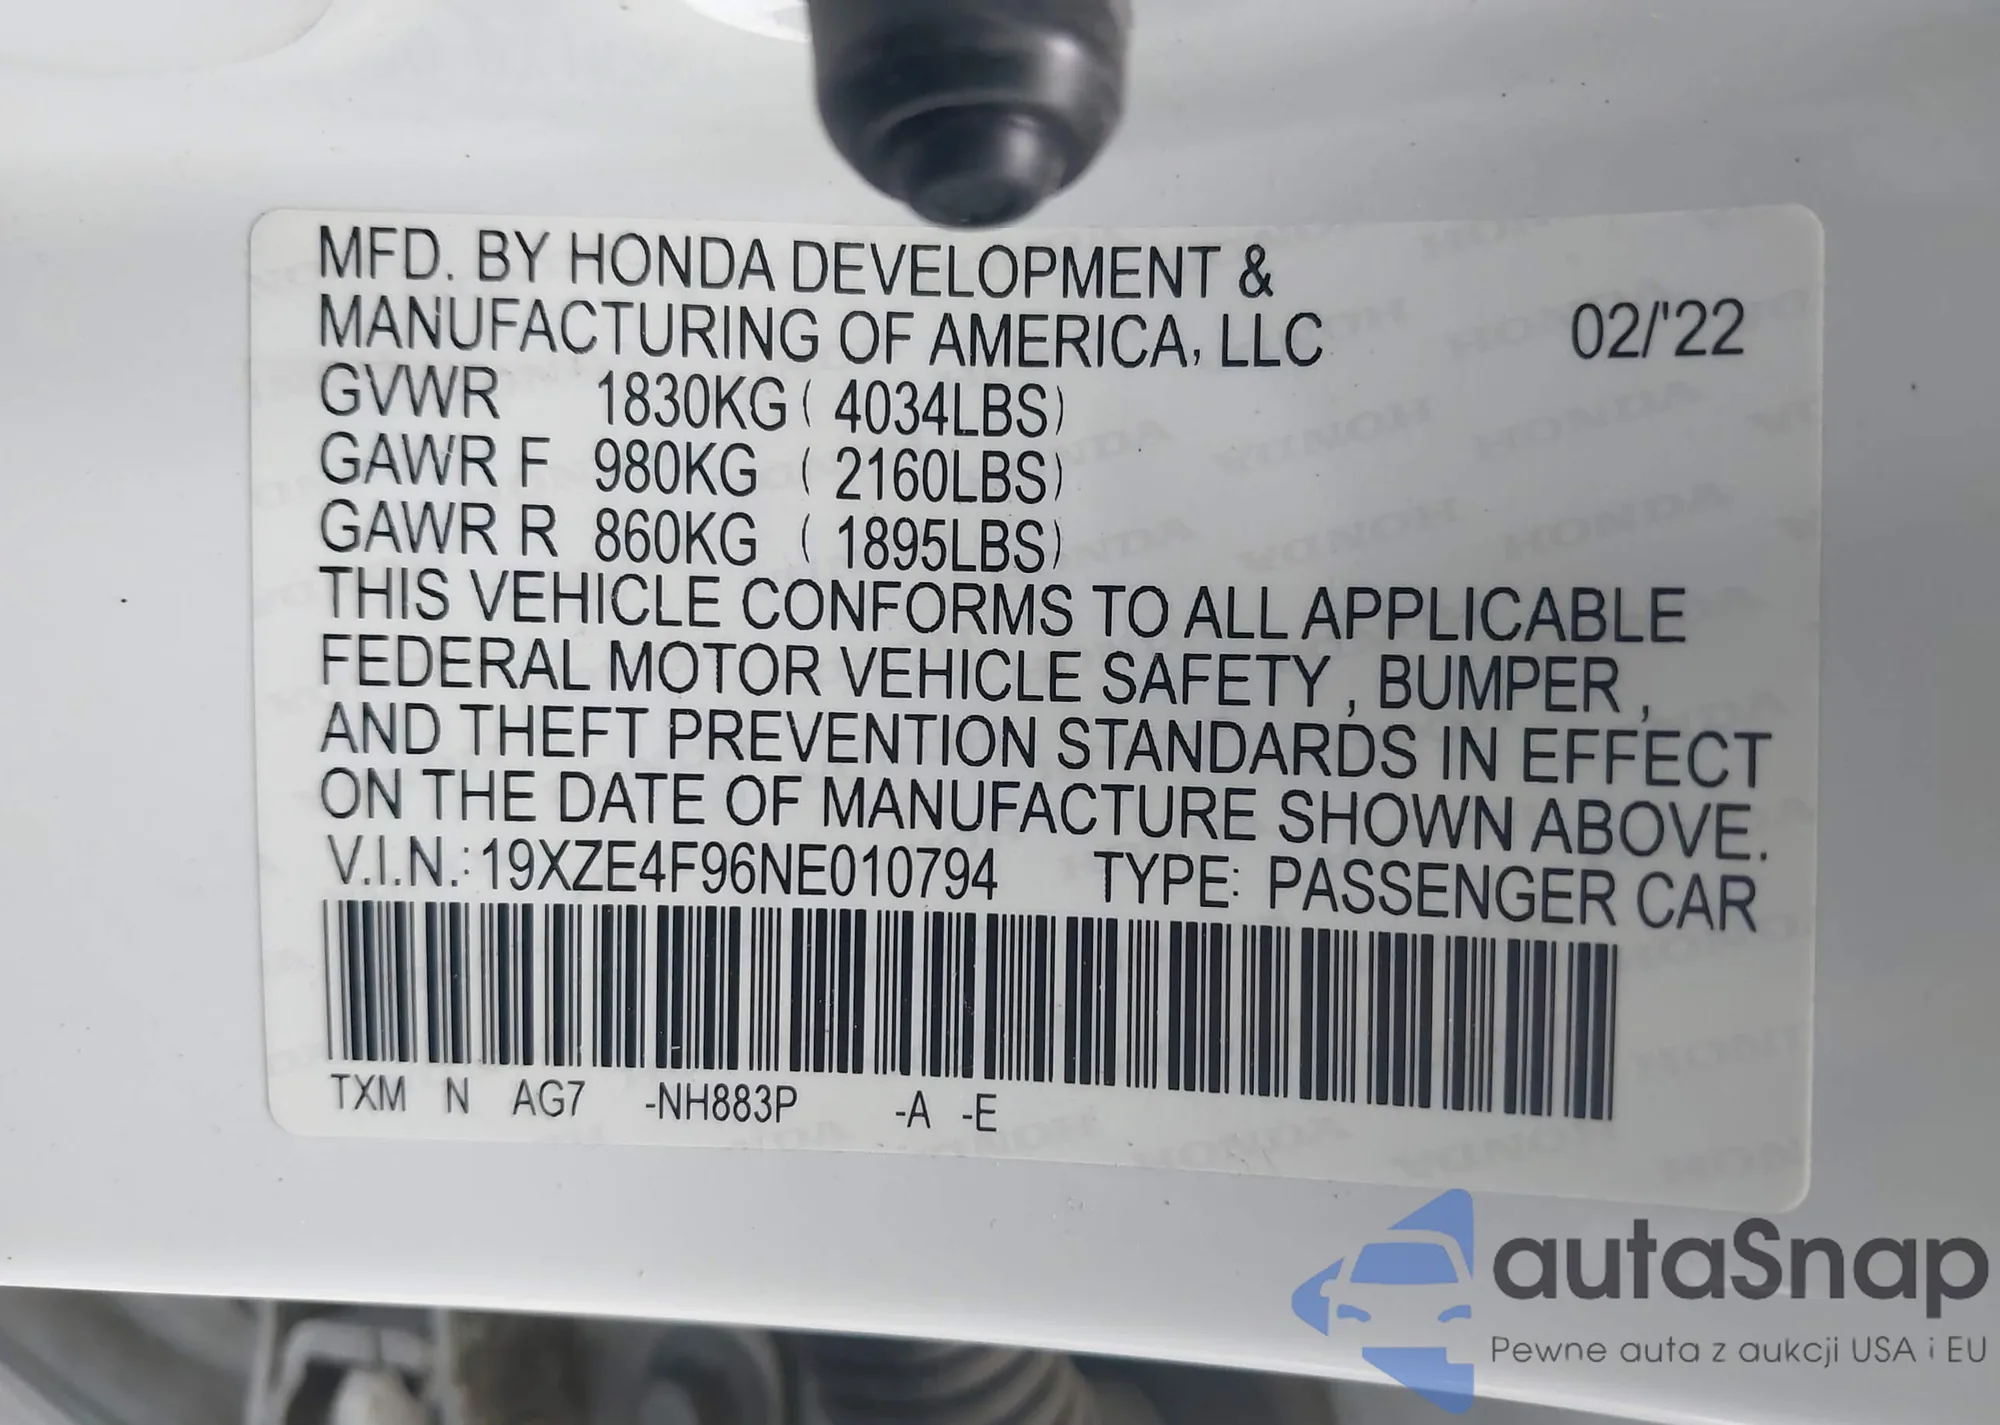 MFD. BY HONDA DEVELOPMENT &
MANUFACTURING OF AMERICA, LLC 02/'22
GVWR 1830KG ( 4034LBS)
GAWR F 980KG ( 2160LBS)
GAWR R 860KG ( 1895LBS)
THIS VEHICLE CONFORMS TO ALL APPLICABLE
FEDERAL MOTOR VEHICLE SAFETY , BUMPER ,
AND THEFT PREVENTION STANDARDS IN EFFECT
ON THE DATE OF MANUFACTURE SHOWN ABOVE.
V.I.N.: 19XZE4F96NE010794 TYPE: PASSENGER CAR
TXM N AG7 -NH883P -A -E
autaSnap
Pewne auta z aukcji USA i EU